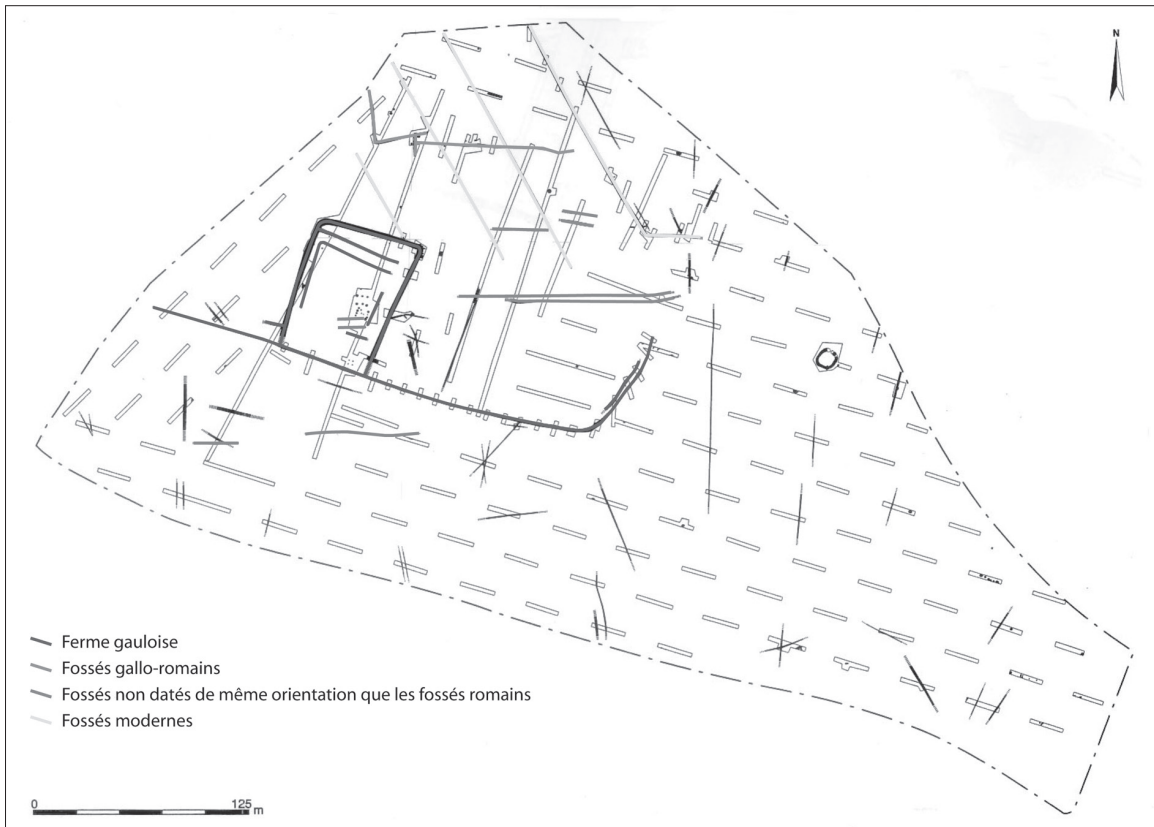 N
Ferme gauloise
Fossés gallo-romains
Fossés non datés de même orientation que les fossés romains
Fossés modernes
0 125 m